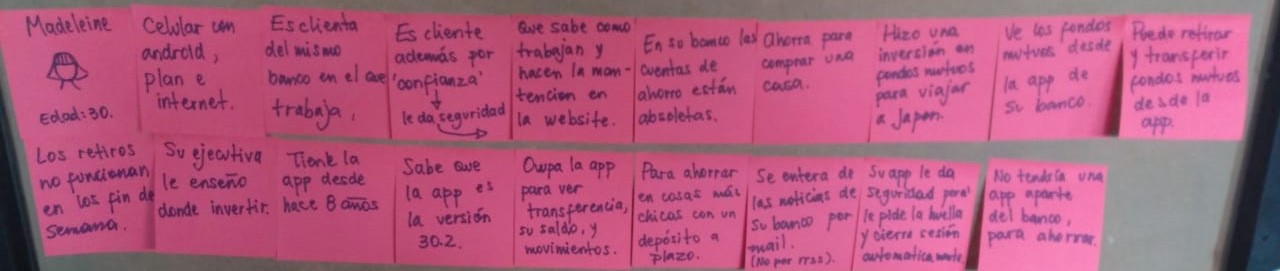 Madeleine
Edad: 30.
Celular con
android,
plan e
internet.
Es clienta
del mismo
banco en el que
trabaja,
Es cliente
además por
'confianza'
le da seguridad
que sabe como
trabajan y
hacen la man-
tencion en
la website.
En su banco las
cuentas de
ahorro están
obsoletas.
Ahorra para
comprar una
casa.
Hizo una
inversión en
fondos mutuos
para viajar
a Japón.
Ve los fondos
mutuos desde
la app de
su banco.
Puede retirar
y transferir
fondos mutuos
desde la
app.
Los retiros
no funcionan
en los fin de
semana.
Su ejecutiva
le enseño
donde invertir.
Tiene la
app desde
hace 8 años
Sabe que
la app es
la versión
30.2.
Ocupa la app
para ver
transferencia,
su saldo, y
movimientos.
Para ahorrar
en cosas más
chicas con un
depósito a
plazo.
Se entera de
las noticias de
su banco por
mail.
(No por rrss).
Su app le da
seguridad porq'
le pide la huella
y cierra sesión
automaticamente
No tendría una
app aparte
del banco,
para ahorrar.